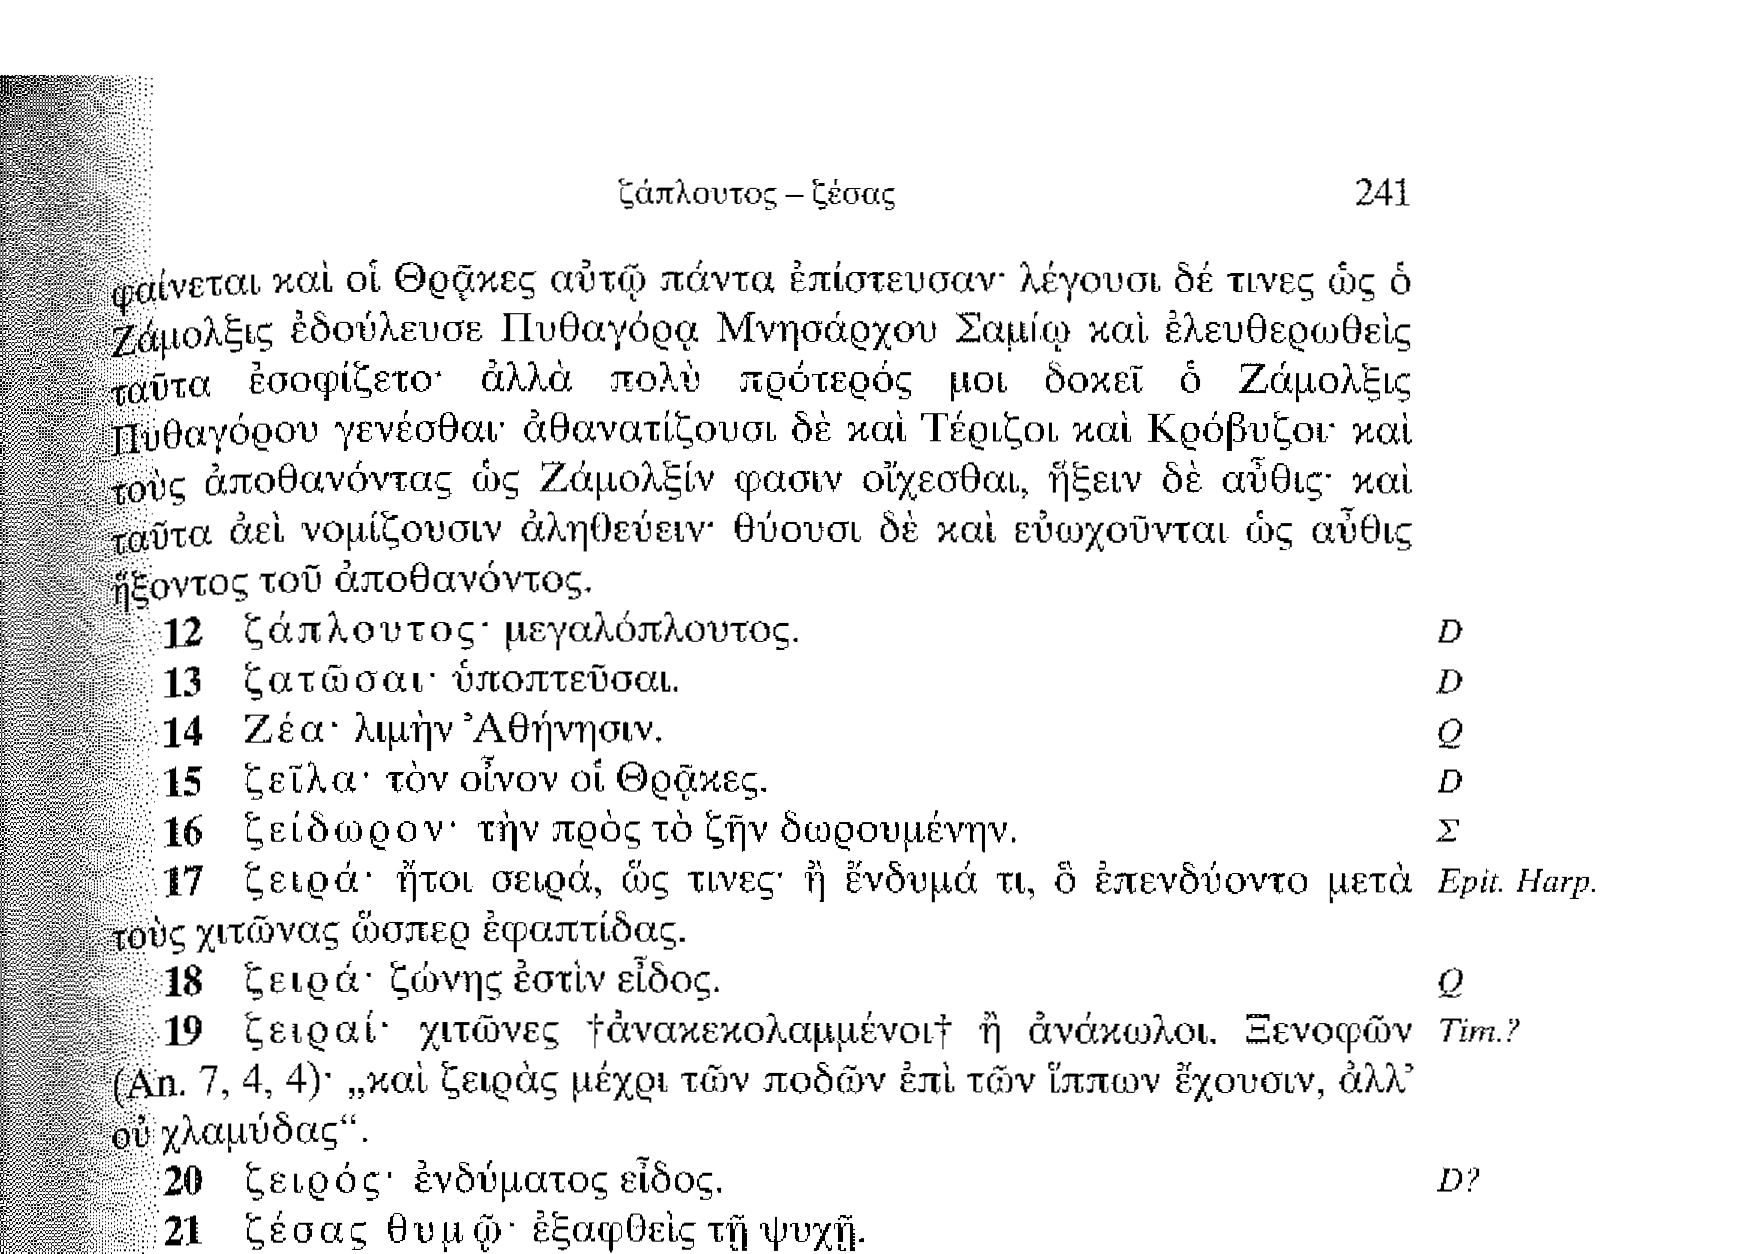 ζάπλουτος – ζέσας 241
φαίνεται καὶ οἱ Θρᾷκες αὐτῷ πάντα ἐπίστευσαν· λέγουσι δέ τινες ὡς ὁ
Ζάμολξις ἐδούλευσε Πυθαγόρᾳ Μνησάρχου Σαμίῳ καὶ ἐλευθερωθεὶς
ταῦτα ἐσοφίζετο· ἀλλὰ πολὺ πρότερός μοι δοκεῖ ὁ Ζάμολξις
Πυθαγόρου γενέσθαι· ἀθανατίζουσι δὲ καὶ Τέριζοι καὶ Κρόβυζοι· καὶ
τοὺς ἀποθανόντας ὡς Ζάμολξίν φασιν οἴχεσθαι, ἥξειν δὲ αὖθις· καὶ
ταῦτα ἀεὶ νομίζουσιν ἀληθεύειν· θύουσι δὲ καὶ εὐωχοῦνται ὡς αὖθις
ἥξοντος τοῦ ἀποθανόντος.
12 ζάπλουτος· μεγαλόπλουτος. D
13 ζατῶσαι· ὑποπτεῦσαι. D
14 Ζέα· λιμὴν Ἀθήνησιν. Q
15 ζεῖλα· τὸν οἶνον οἱ Θρᾷκες. D
16 ζείδωρον· τὴν πρὸς τὸ ζῆν δωρουμένην. Σ
17 ζειρά· ἤτοι σειρά, ὥς τινες· ἢ ἔνδυμά τι, ὃ ἐπενδύοντο μετὰ Epit. Harp.
τοὺς χιτῶνας ὥσπερ ἐφαπτίδας.
18 ζειρά· ζώνης ἐστὶν εἶδος. Q
19 ζειραί· χιτῶνες †ἀνακεκολαμμένοι† ἢ ἀνάκωλοι. Ξενοφῶν Tim.?
(An. 7, 4, 4)· „καὶ ζειρὰς μέχρι τῶν ποδῶν ἐπὶ τῶν ἵππων ἔχουσιν, ἀλλ’
οὐ χλαμύδας“.
20 ζειρός· ἐνδύματος εἶδος. D?
21 ζέσας θυμῷ· ἐξαφθεὶς τῇ ψυχῇ.